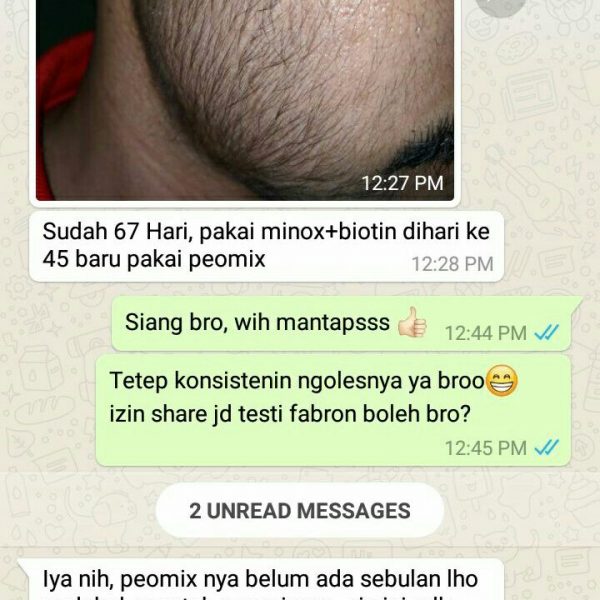 12:27 PM
Sudah 67 Hari, pakai minox+biotin dihari ke
45 baru pakai peomix
12:28 PM
Siang bro, wih mantapsss 👍🏻
12:44 PM
Tetep konsistenin ngolesnya ya broo😁
izin share jd testi fabron boleh bro?
12:45 PM
2 UNREAD MESSAGES
Iya nih, peomix nya belum ada sebulan lho